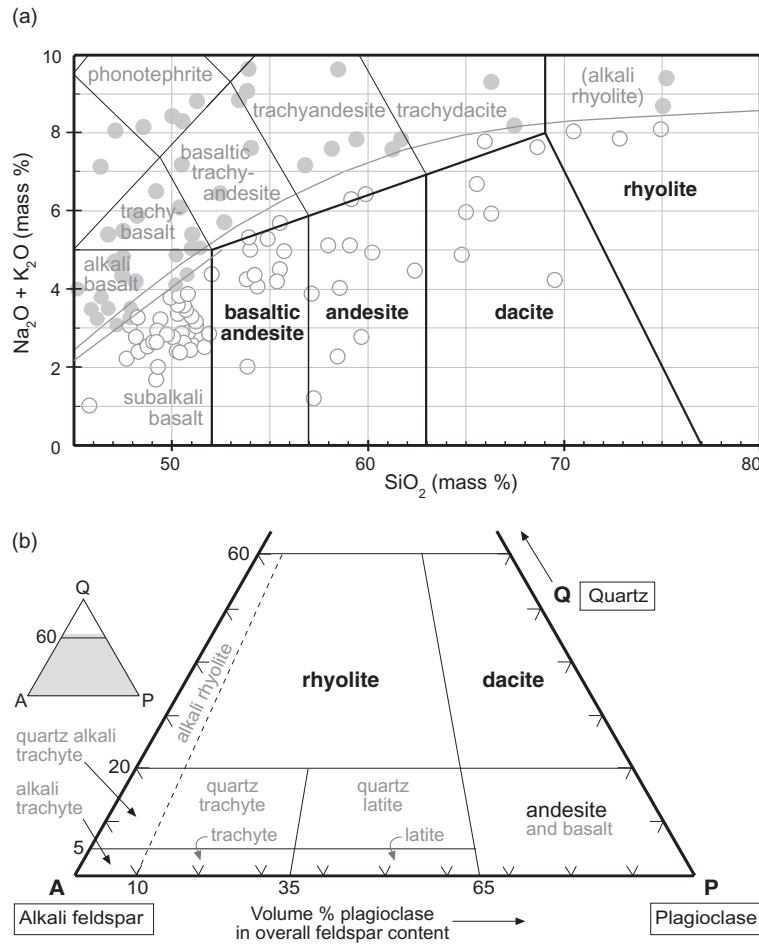 (a)
10
8
6
4
2
0
Na₂O + K₂O (mass %)
phonotephrite
trachyandesite
trachydacite
(alkali
rhyolite)
basaltic
trachy-
andesite
rhyolite
trachy-
basalt
alkali
basalt
basaltic
andesite
andesite
dacite
subalkali
basalt
50
60
70
80
SiO₂ (mass %)
(b)
60
Q
Quartz
Q
60
A
P
alkali rhyolite
rhyolite
dacite
quartz alkali
trachyte
20
alkali
trachyte
quartz
trachyte
quartz
latite
andesite
and basalt
5
trachyte
latite
A
10
35
65
P
Alkali feldspar
Volume % plagioclase
in overall feldspar content
Plagioclase